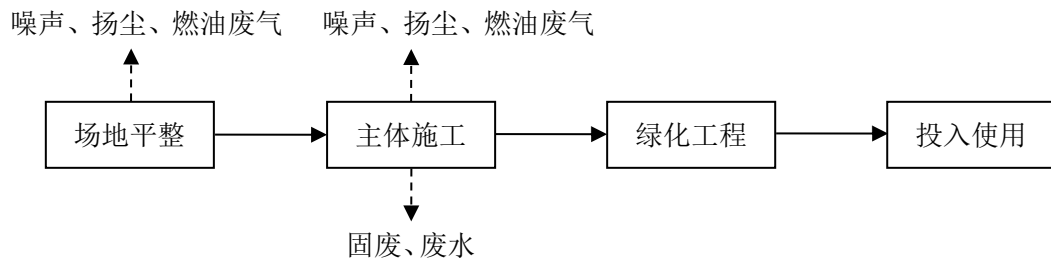 噪声、扬尘、燃油废气 噪声、扬尘、燃油废气
场地平整 主体施工 绿化工程 投入使用
固废、废水